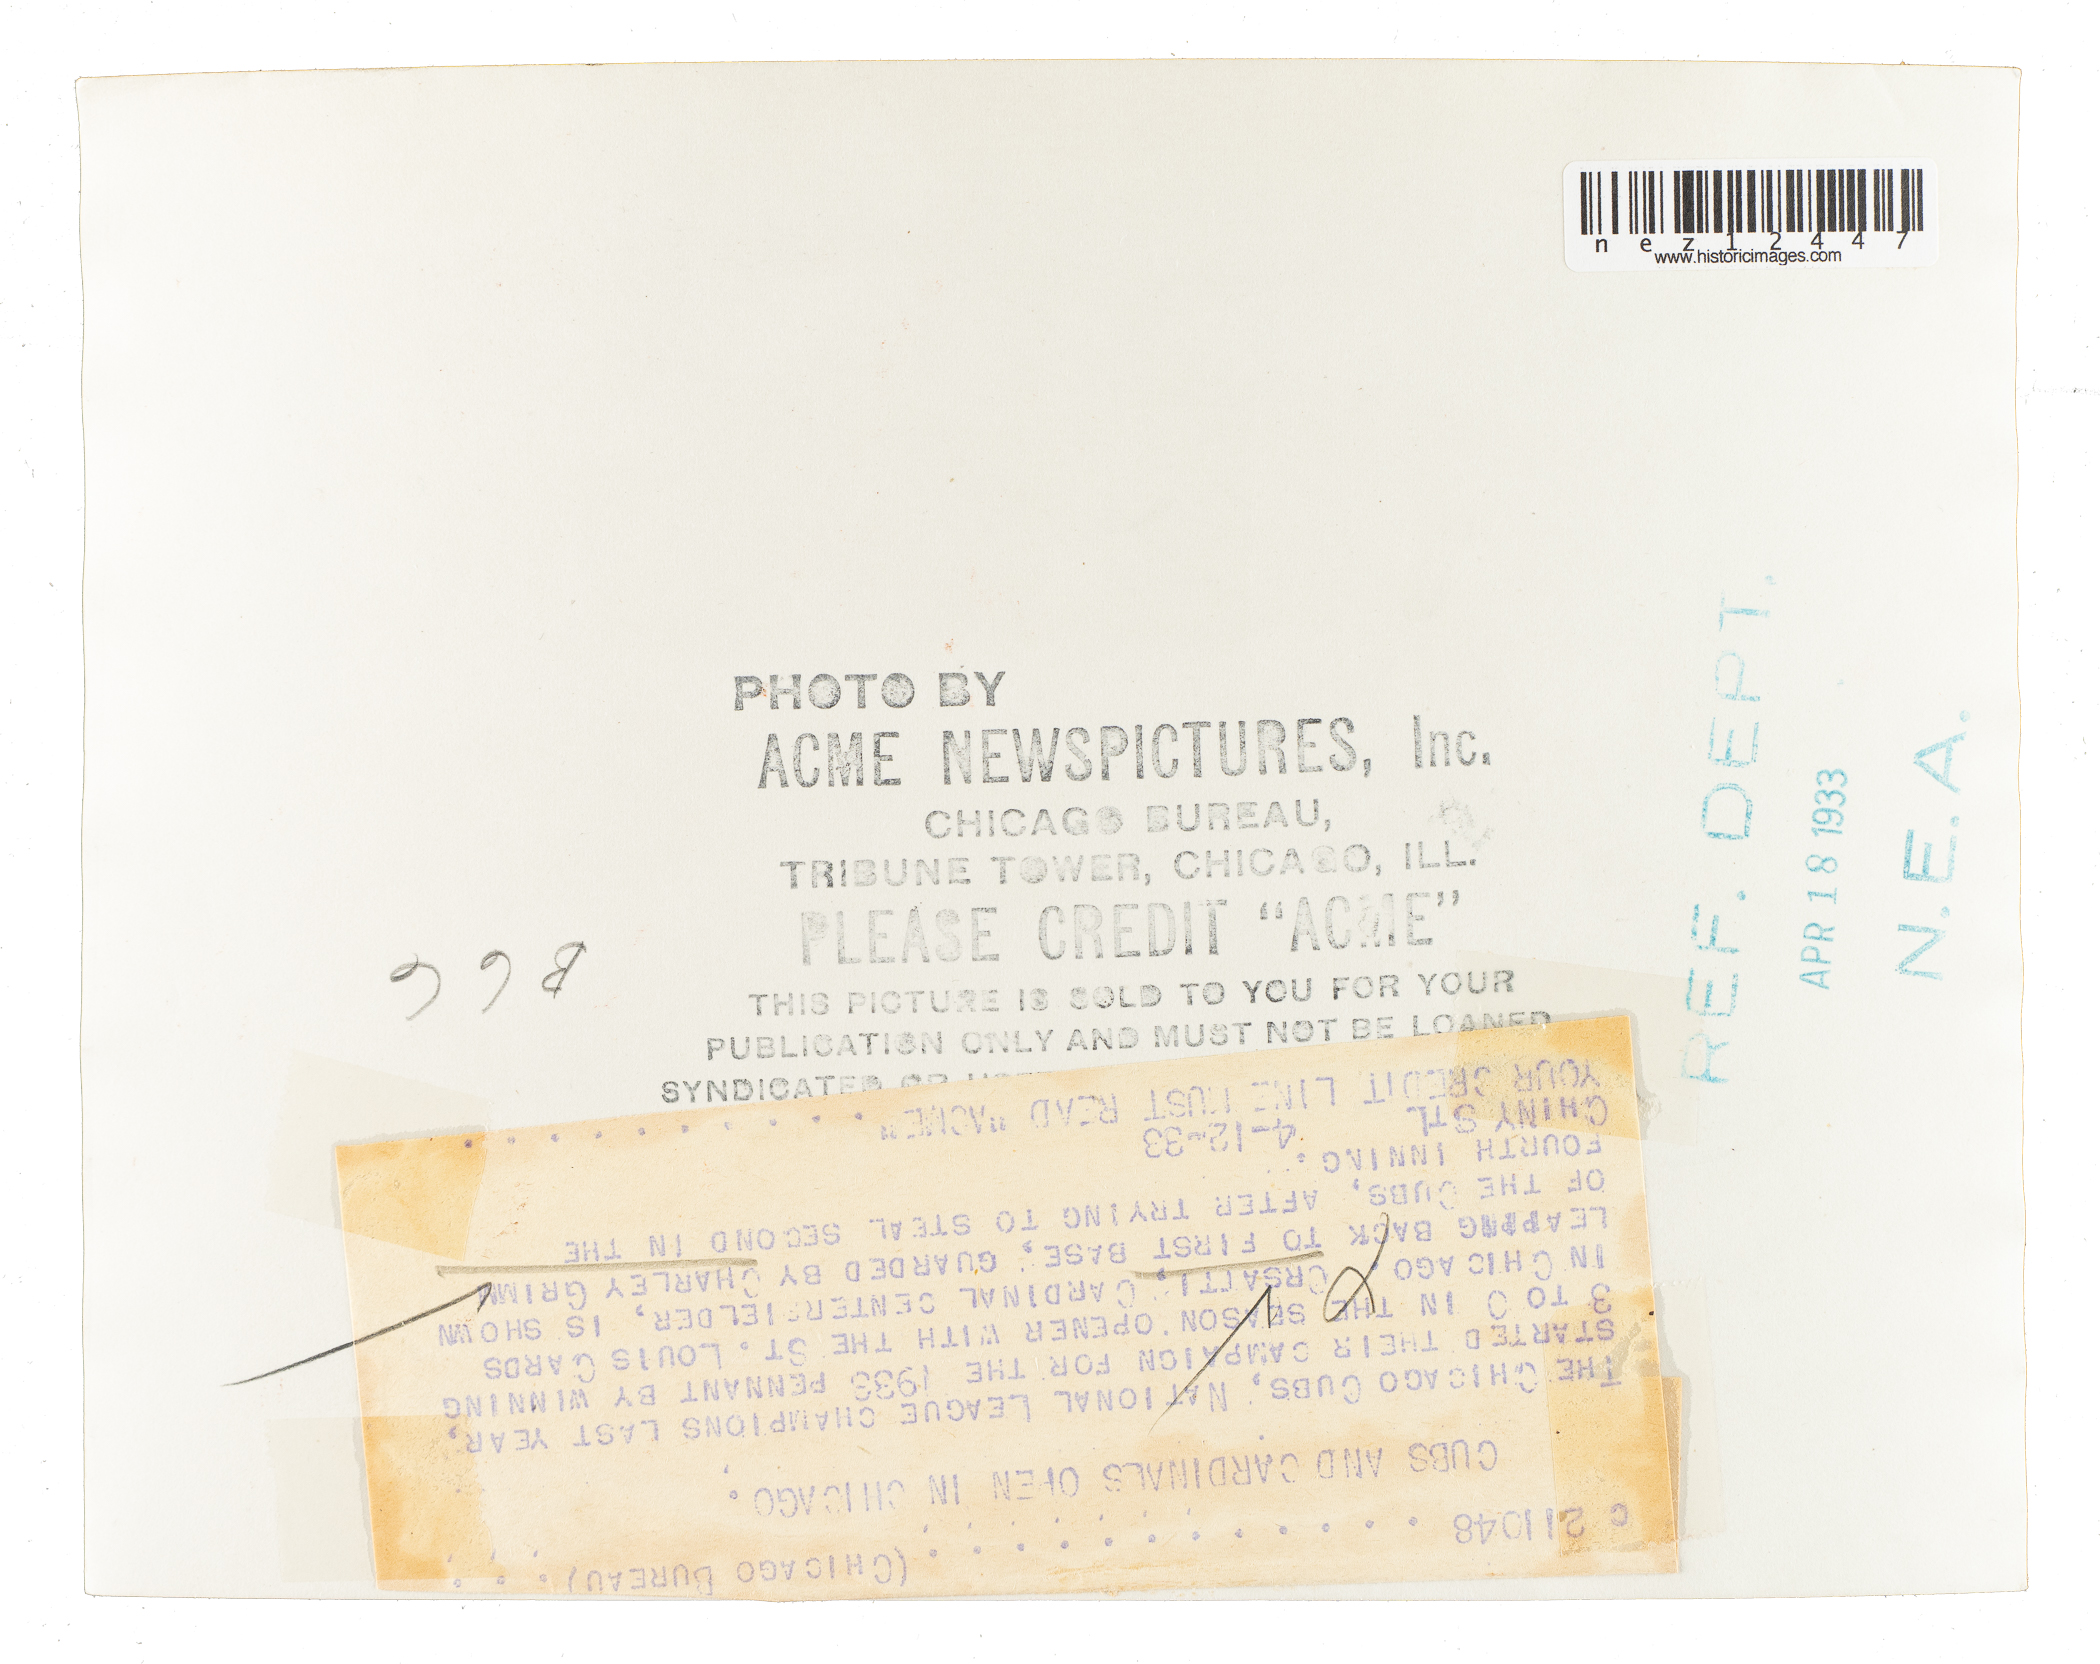 n e z 1 2 4 4 7
www.historicimages.com
PHOTO BY
ACME NEWSPICTURES, Inc.
CHICAGO BUREAU,
TRIBUNE TOWER, CHICAGO, ILL.
PLEASE CREDIT “ACME”
THIS PICTURE IS SOLD TO YOU FOR YOUR
PUBLICATION ONLY AND MUST NOT BE LOANED
SYNDICATED OR
REF. DEPT.
APR 18 1933
N. E. A.
B66
C 211048 . . . . . . . . . . . . (CHICAGO BUREAU) . . .
CUBS AND CARDINALS OPEN IN CHICAGO.
THE CHICAGO CUBS, NATIONAL LEAGUE CHAMPIONS LAST YEAR,
STARTED THEIR CAMPAIGN FOR THE 1933 PENNANT BY WINNING
3 TO 0 IN THE SEASON OPENER WITH THE ST. LOUIS CARDS
IN CHICAGO. ORSATTI, CARDINAL CENTERFIELDER, IS SHOWN
LEAPING BACK TO FIRST BASE, GUARDED BY CHARLEY GRIMM
OF THE CUBS, AFTER TRYING TO STEAL SECOND IN THE
FOURTH INNING.
CHINY STL 4-12-33
YOUR CREDIT LINE MUST READ "ACME" . . . . . . . . . .